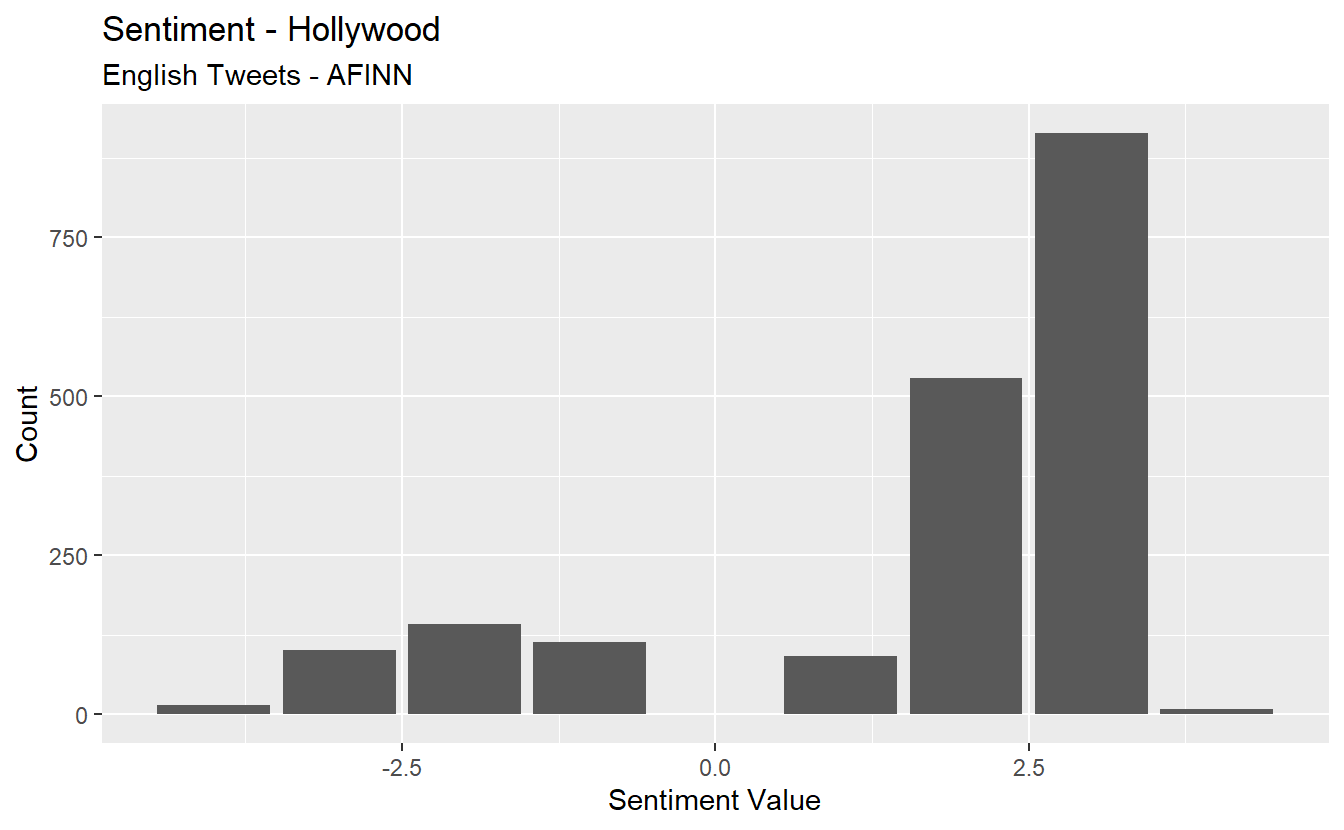 Sentiment - Hollywood
English Tweets - AFINN
Count
750
500
250
0
-2.5
0.0
2.5
Sentiment Value